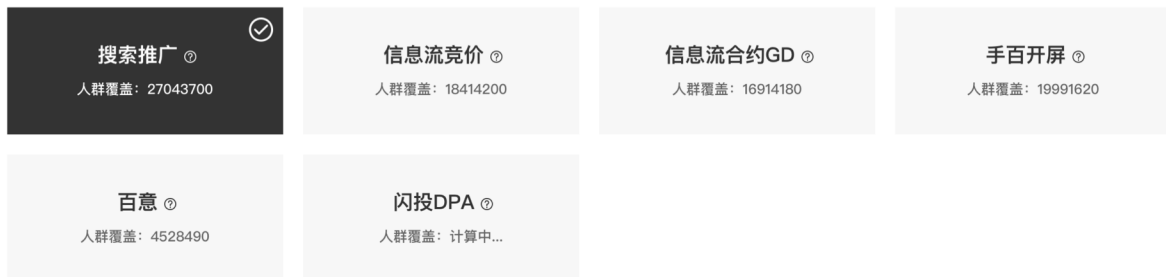 搜索推广
人群覆盖：27043700
信息流竞价
人群覆盖：18414200
信息流合约GD
人群覆盖：16914180
手百开屏
人群覆盖：19991620
百意
人群覆盖：4528490
闪投DPA
人群覆盖：计算中...